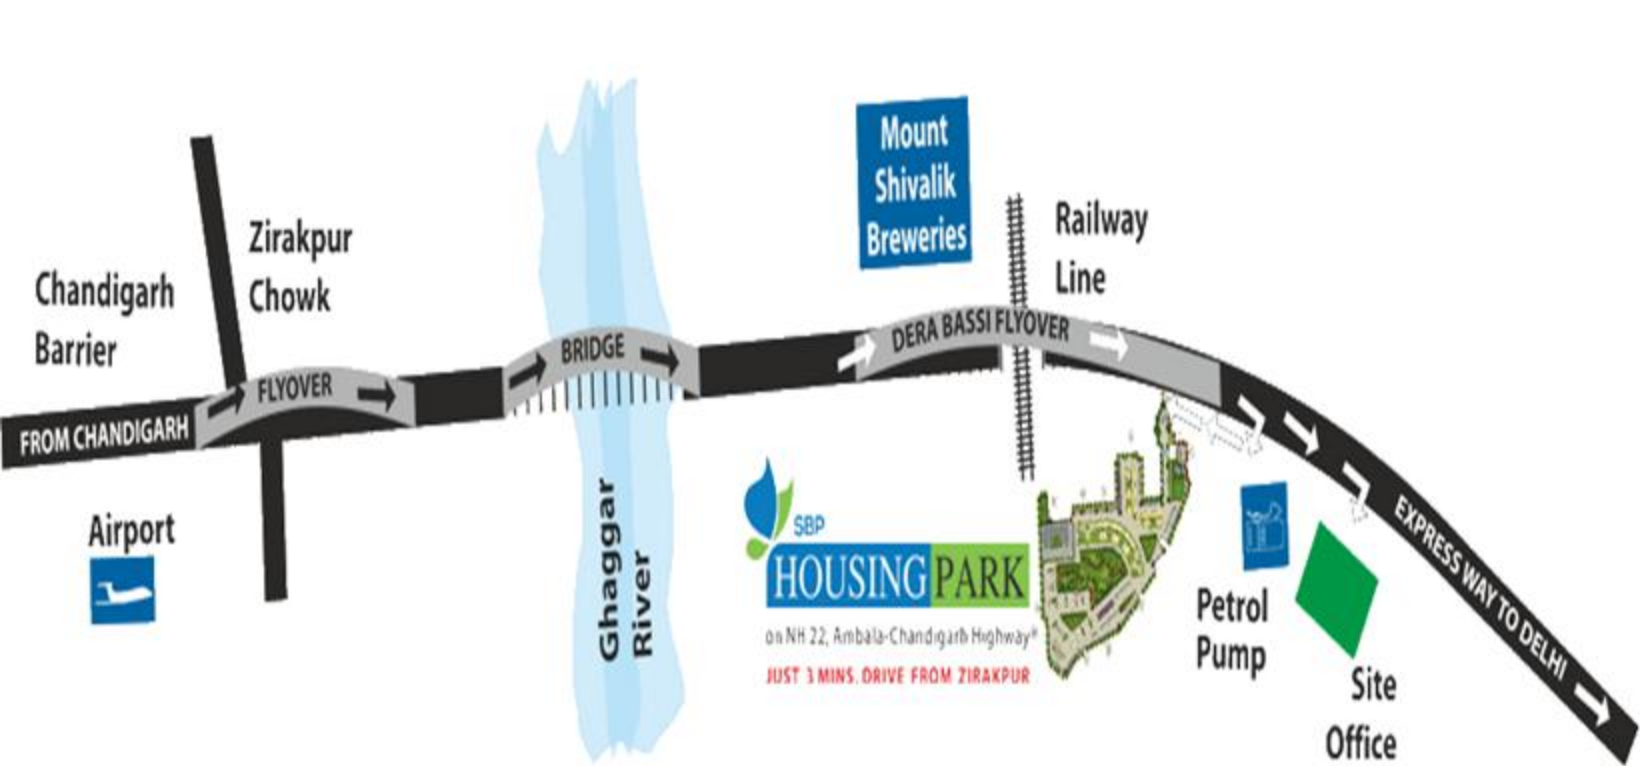 Mount
Shivalik
Breweries
Railway
Line
Zirakpur
Chowk
Chandigarh
Barrier
DERA BASSI FLYOVER
BRIDGE
FLYOVER
FROM CHANDIGARH
Airport
Ghaggar
River
SBP
HOUSING PARK
on NH 22, Ambala-Chandigarh Highway*
JUST 3 MINS. DRIVE FROM ZIRAKPUR
Petrol
Pump
EXPRESS WAY TO DELHI
Site
Office